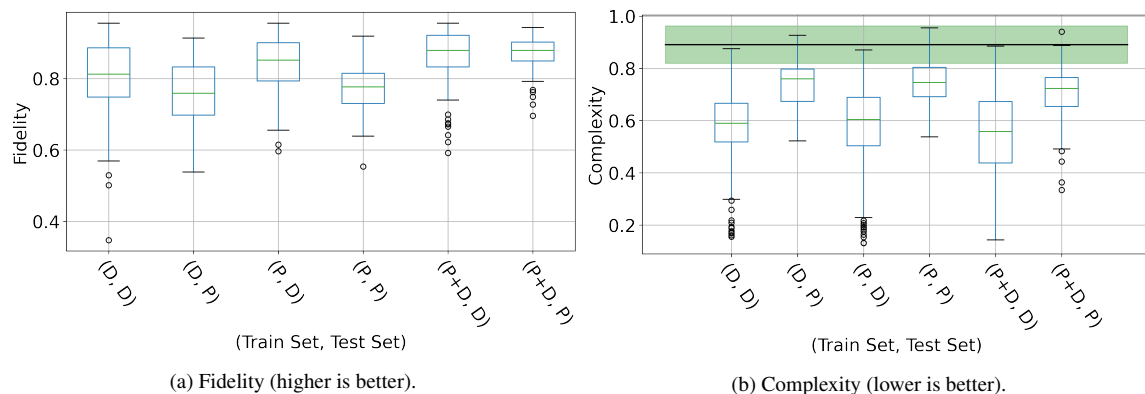 Fidelity
0.8
0.6
0.4
(D, D)
(D, P)
(P, D)
(P, P)
(P+D, D)
(P+D, P)
(Train Set, Test Set)
(a) Fidelity (higher is better).
Complexity
1.0
0.8
0.6
0.4
0.2
(D, D)
(D, P)
(P, D)
(P, P)
(P+D, D)
(P+D, P)
(Train Set, Test Set)
(b) Complexity (lower is better).